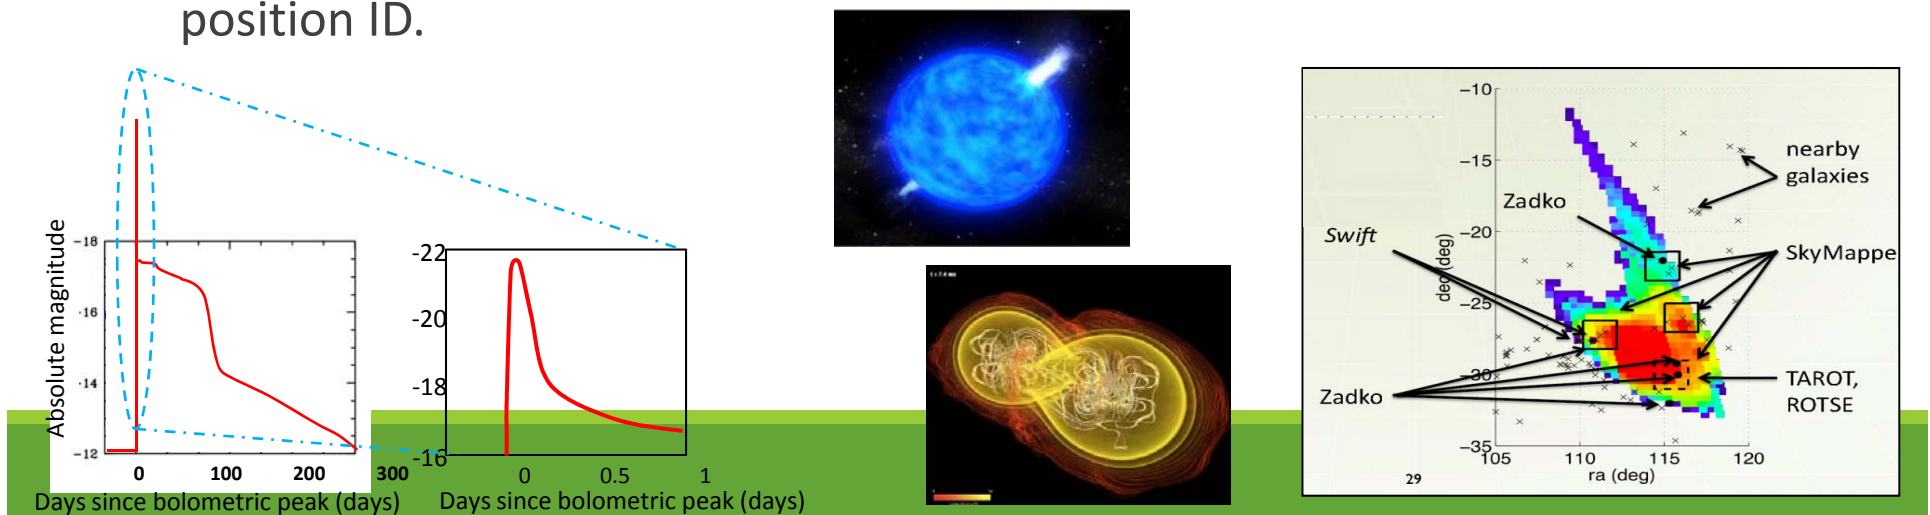 position ID.
Absolute magnitude
-18
-16
-14
-12
0 100 200 300
Days since bolometric peak (days)
-22
-20
-18
-16
0 0.5 1
Days since bolometric peak (days)
-10
-15
-20
-25
-30
-35
105 110 115 120
dec (deg)
ra (deg)
nearby
galaxies
Zadko
Swift
SkyMappe
Zadko
TAROT,
ROTSE
29